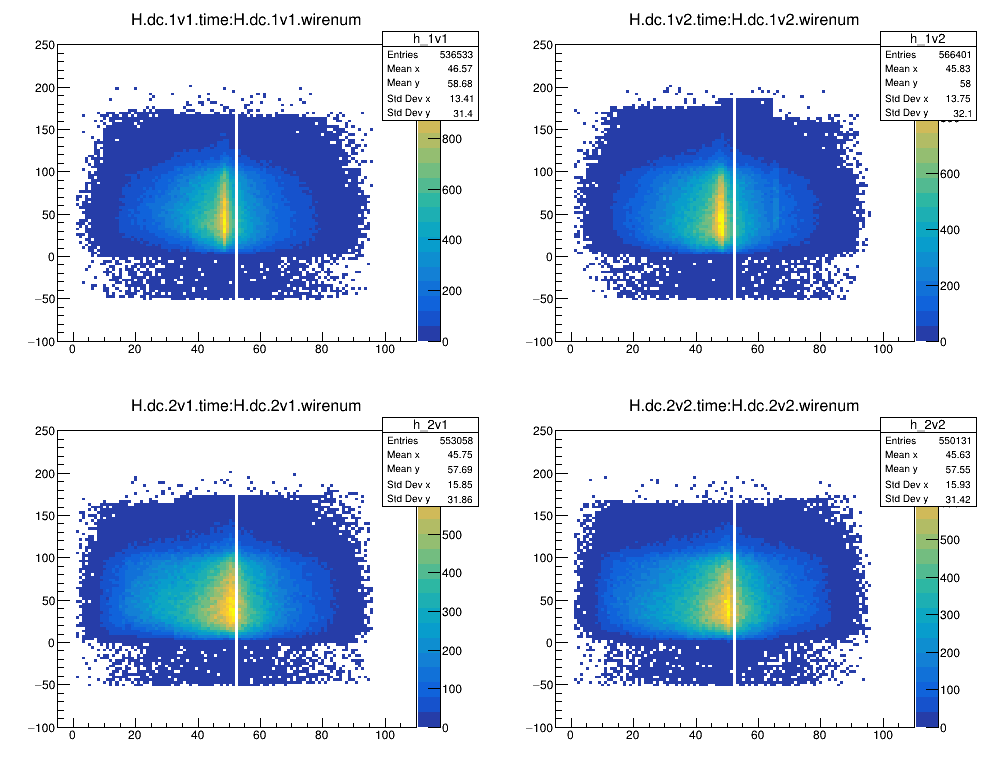 H.dc.1v1.time:H.dc.1v1.wirenum
h_1v1
Entries 536533
Mean x 46.57
Mean y 58.68
Std Dev x 13.41
Std Dev y 31.4
250
200
150
100
50
0
−50
−100
0 20 40 60 80 100
800
600
400
200
0
H.dc.1v2.time:H.dc.1v2.wirenum
h_1v2
Entries 566401
Mean x 45.83
Mean y 58
Std Dev x 13.75
Std Dev y 32.1
250
200
150
100
50
0
−50
−100
0 20 40 60 80 100
600
400
200
0
H.dc.2v1.time:H.dc.2v1.wirenum
h_2v1
Entries 553058
Mean x 45.75
Mean y 57.69
Std Dev x 15.85
Std Dev y 31.86
250
200
150
100
50
0
−50
−100
0 20 40 60 80 100
500
400
300
200
100
0
H.dc.2v2.time:H.dc.2v2.wirenum
h_2v2
Entries 550131
Mean x 45.63
Mean y 57.55
Std Dev x 15.93
Std Dev y 31.42
250
200
150
100
50
0
−50
−100
0 20 40 60 80 100
500
400
300
200
100
0